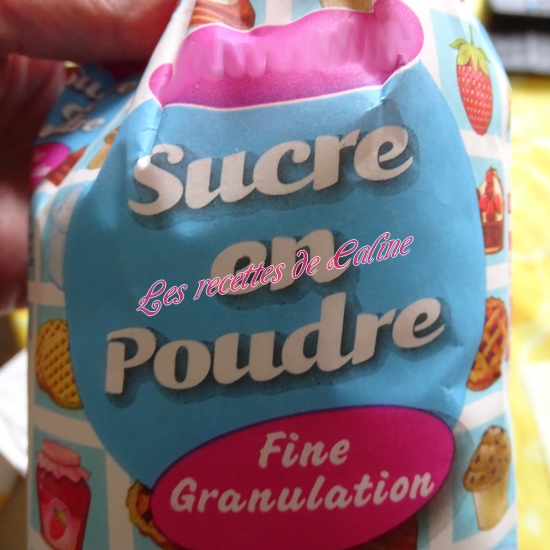 Sucre
en
Les recettes de Caline
Poudre
Fine
Granulation